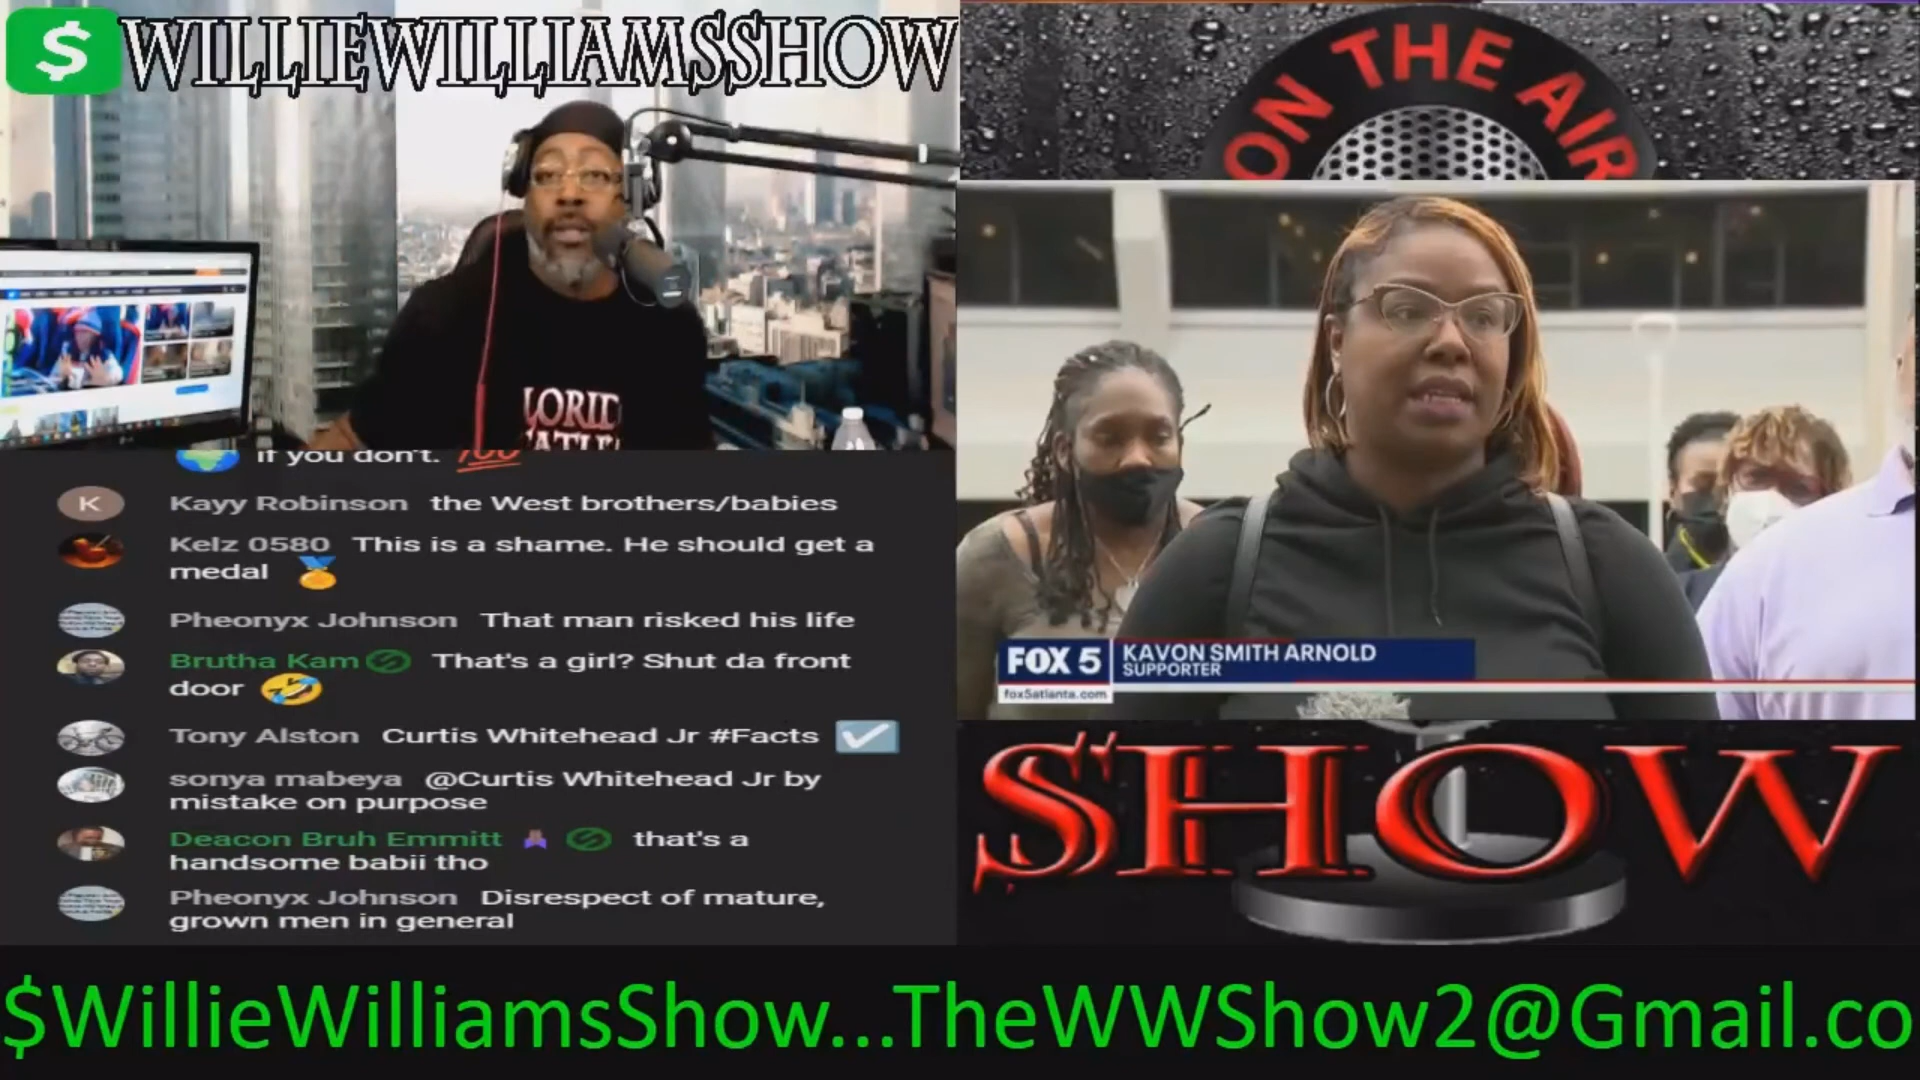 $ WILLIEWILLIAMSSHOW
ON THE AIR
if you don't.
Kayy Robinson the West brothers/babies
Kelz 0580 This is a shame. He should get a
medal
Pheonyx Johnson That man risked his life
Brutha Kam That's a girl? Shut da front
door
Tony Alston Curtis Whitehead Jr #Facts
sonya mabeya @Curtis Whitehead Jr by
mistake on purpose
Deacon Bruh Emmitt that's a
handsome babii tho
Pheonyx Johnson Disrespect of mature,
grown men in general
K
FOX 5
fox5atlanta.com
KAVON SMITH ARNOLD
SUPPORTER
SHOW
$WillieWilliamsShow...TheWWShow2@Gmail.co